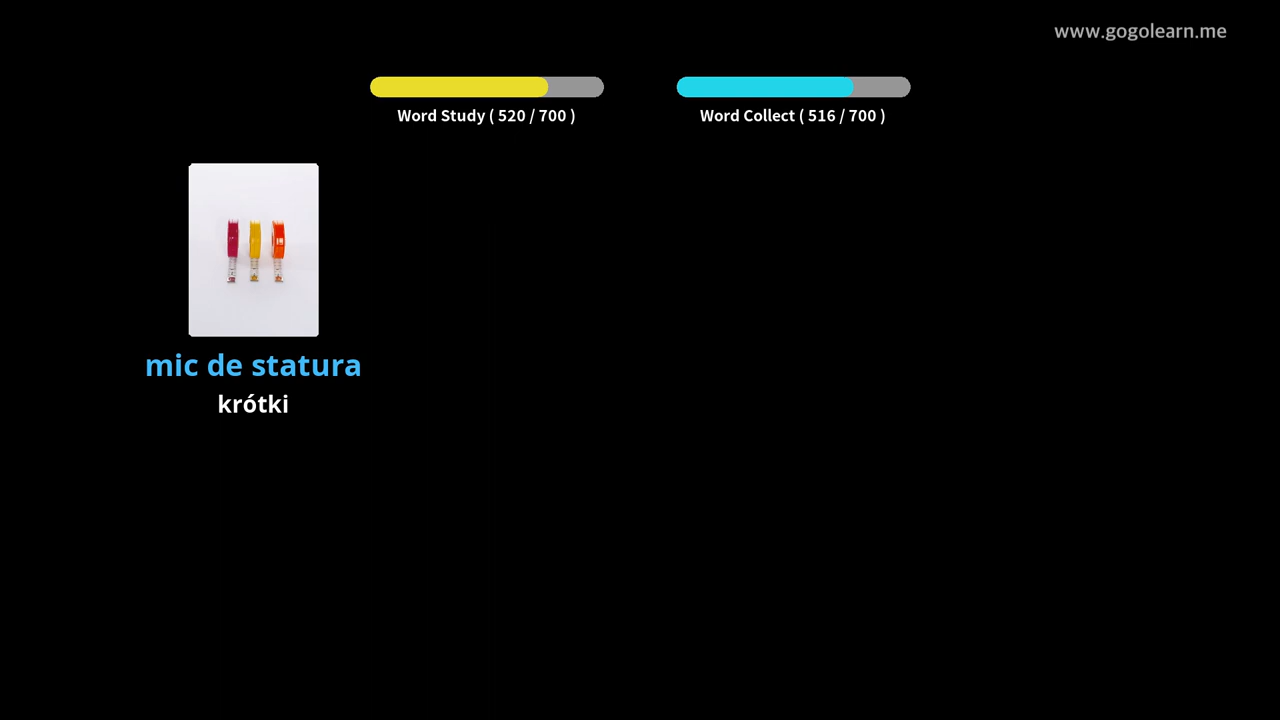 www.gogolearn.me
Word Study ( 520 / 700 )
Word Collect ( 516 / 700 )
mic de statura
krótki